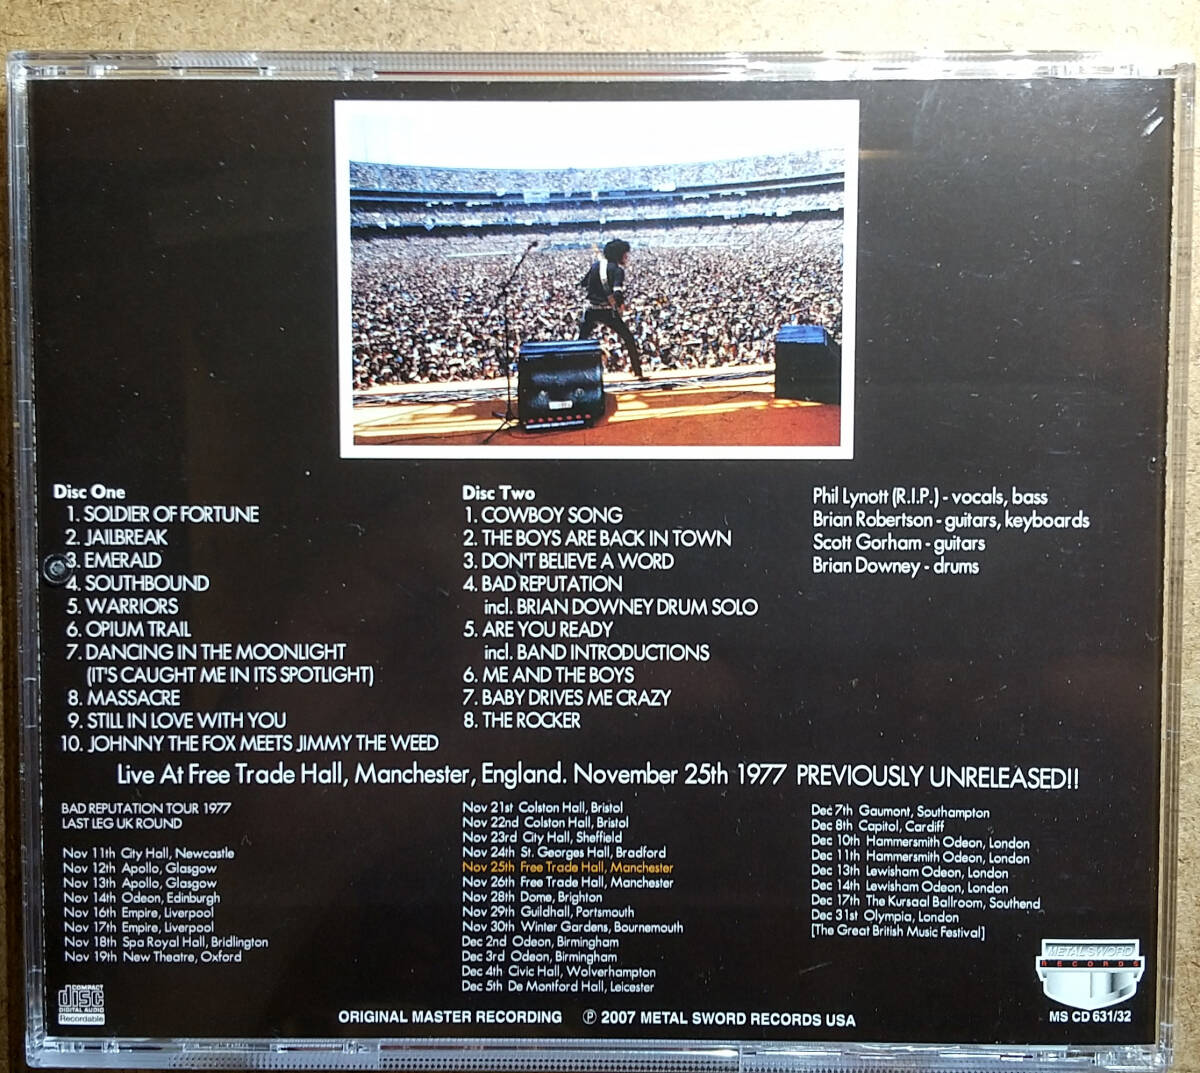 Disc One
1. SOLDIER OF FORTUNE
2. JAILBREAK
3. EMERALD
4. SOUTHBOUND
5. WARRIORS
6. OPIUM TRAIL
7. DANCING IN THE MOONLIGHT
(IT'S CAUGHT ME IN ITS SPOTLIGHT)
8. MASSACRE
9. STILL IN LOVE WITH YOU
10. JOHNNY THE FOX MEETS JIMMY THE WEED
Disc Two
1. COWBOY SONG
2. THE BOYS ARE BACK IN TOWN
3. DON'T BELIEVE A WORD
4. BAD REPUTATION
incl. BRIAN DOWNEY DRUM SOLO
5. ARE YOU READY
incl. BAND INTRODUCTIONS
6. ME AND THE BOYS
7. BABY DRIVES ME CRAZY
8. THE ROCKER
Phil Lynott (R.I.P.) - vocals, bass
Brian Robertson - guitars, keyboards
Scott Gorham - guitars
Brian Downey - drums
Live At Free Trade Hall, Manchester, England. November 25th 1977 PREVIOUSLY UNRELEASED!!
BAD REPUTATION TOUR 1977
LAST LEG UK ROUND
Nov 11th City Hall, Newcastle
Nov 12th Apollo, Glasgow
Nov 13th Apollo, Glasgow
Nov 14th Odeon, Edinburgh
Nov 16th Empire, Liverpool
Nov 17th Empire, Liverpool
Nov 18th Spa Royal Hall, Bridlington
Nov 19th New Theatre, Oxford
Nov 21st Colston Hall, Bristol
Nov 22nd Colston Hall, Bristol
Nov 23rd City Hall, Sheffield
Nov 24th St. Georges Hall, Bradford
Nov 25th Free Trade Hall, Manchester
Nov 26th Free Trade Hall, Manchester
Nov 28th Dome, Brighton
Nov 29th Guildhall, Portsmouth
Nov 30th Winter Gardens, Bournemouth
Dec 2nd Odeon, Birmingham
Dec 3rd Odeon, Birmingham
Dec 4th Civic Hall, Wolverhampton
Dec 5th De Montford Hall, Leicester
Dec 7th Gaumont, Southampton
Dec 8th Capitol, Cardiff
Dec 10th Hammersmith Odeon, London
Dec 11th Hammersmith Odeon, London
Dec 13th Lewisham Odeon, London
Dec 14th Lewisham Odeon, London
Dec 17th The Kursaal Ballroom, Southend
Dec 31st Olympia, London
[The Great British Music Festival]
COMPACT
disc
DIGITAL AUDIO
Recordable
ORIGINAL MASTER RECORDING ℗ 2007 METAL SWORD RECORDS USA
METAL SWORD
RECORDS
MS CD 631/32